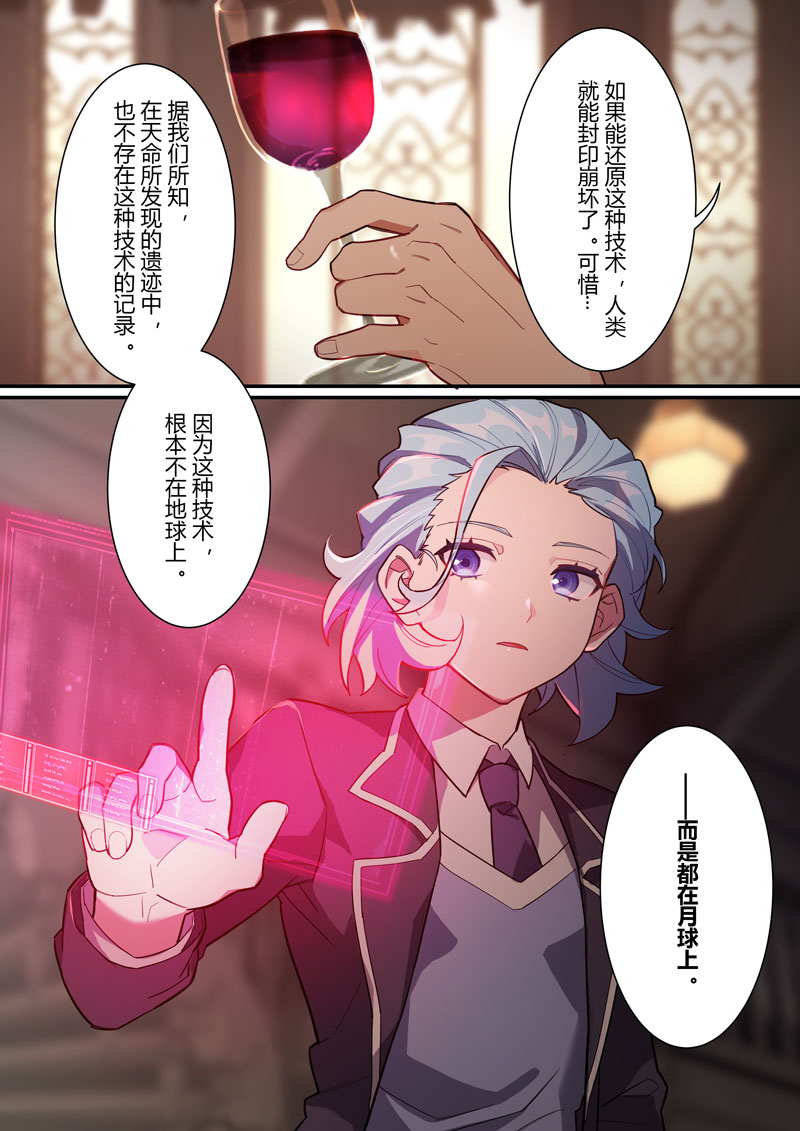 如果能还原这种技术，人类
就能封印崩坏了。可惜…
据我们所知，
在天命所发现的遗迹中，
也不存在这种技术的记录。
因为这种技术，
根本不在地球上。
——而是都在月球上。